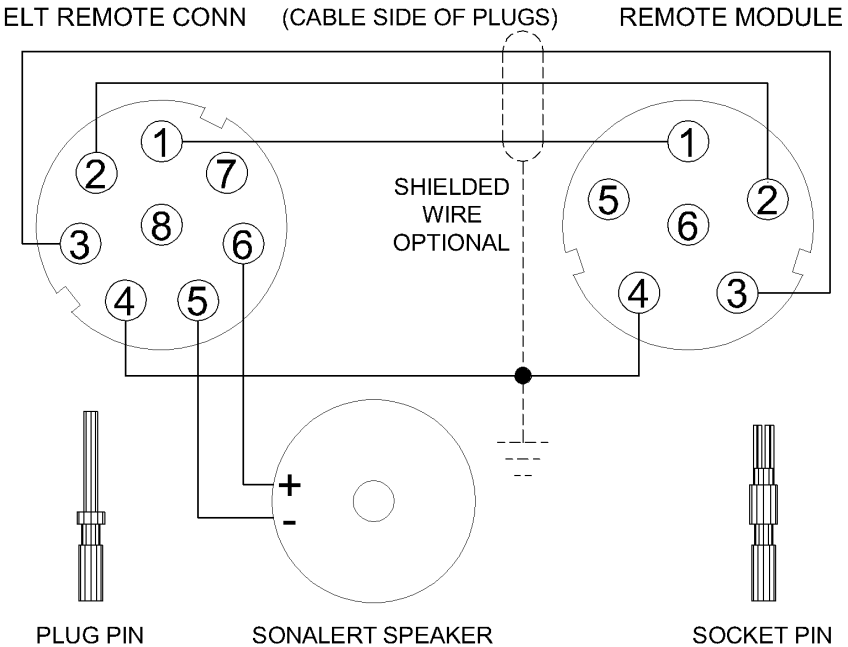 ELT REMOTE CONN
(CABLE SIDE OF PLUGS)
REMOTE MODULE
1
2
7
3
8
6
4
5
1
5
2
6
4
3
SHIELDED
WIRE
OPTIONAL
+
-
PLUG PIN
SONALERT SPEAKER
SOCKET PIN